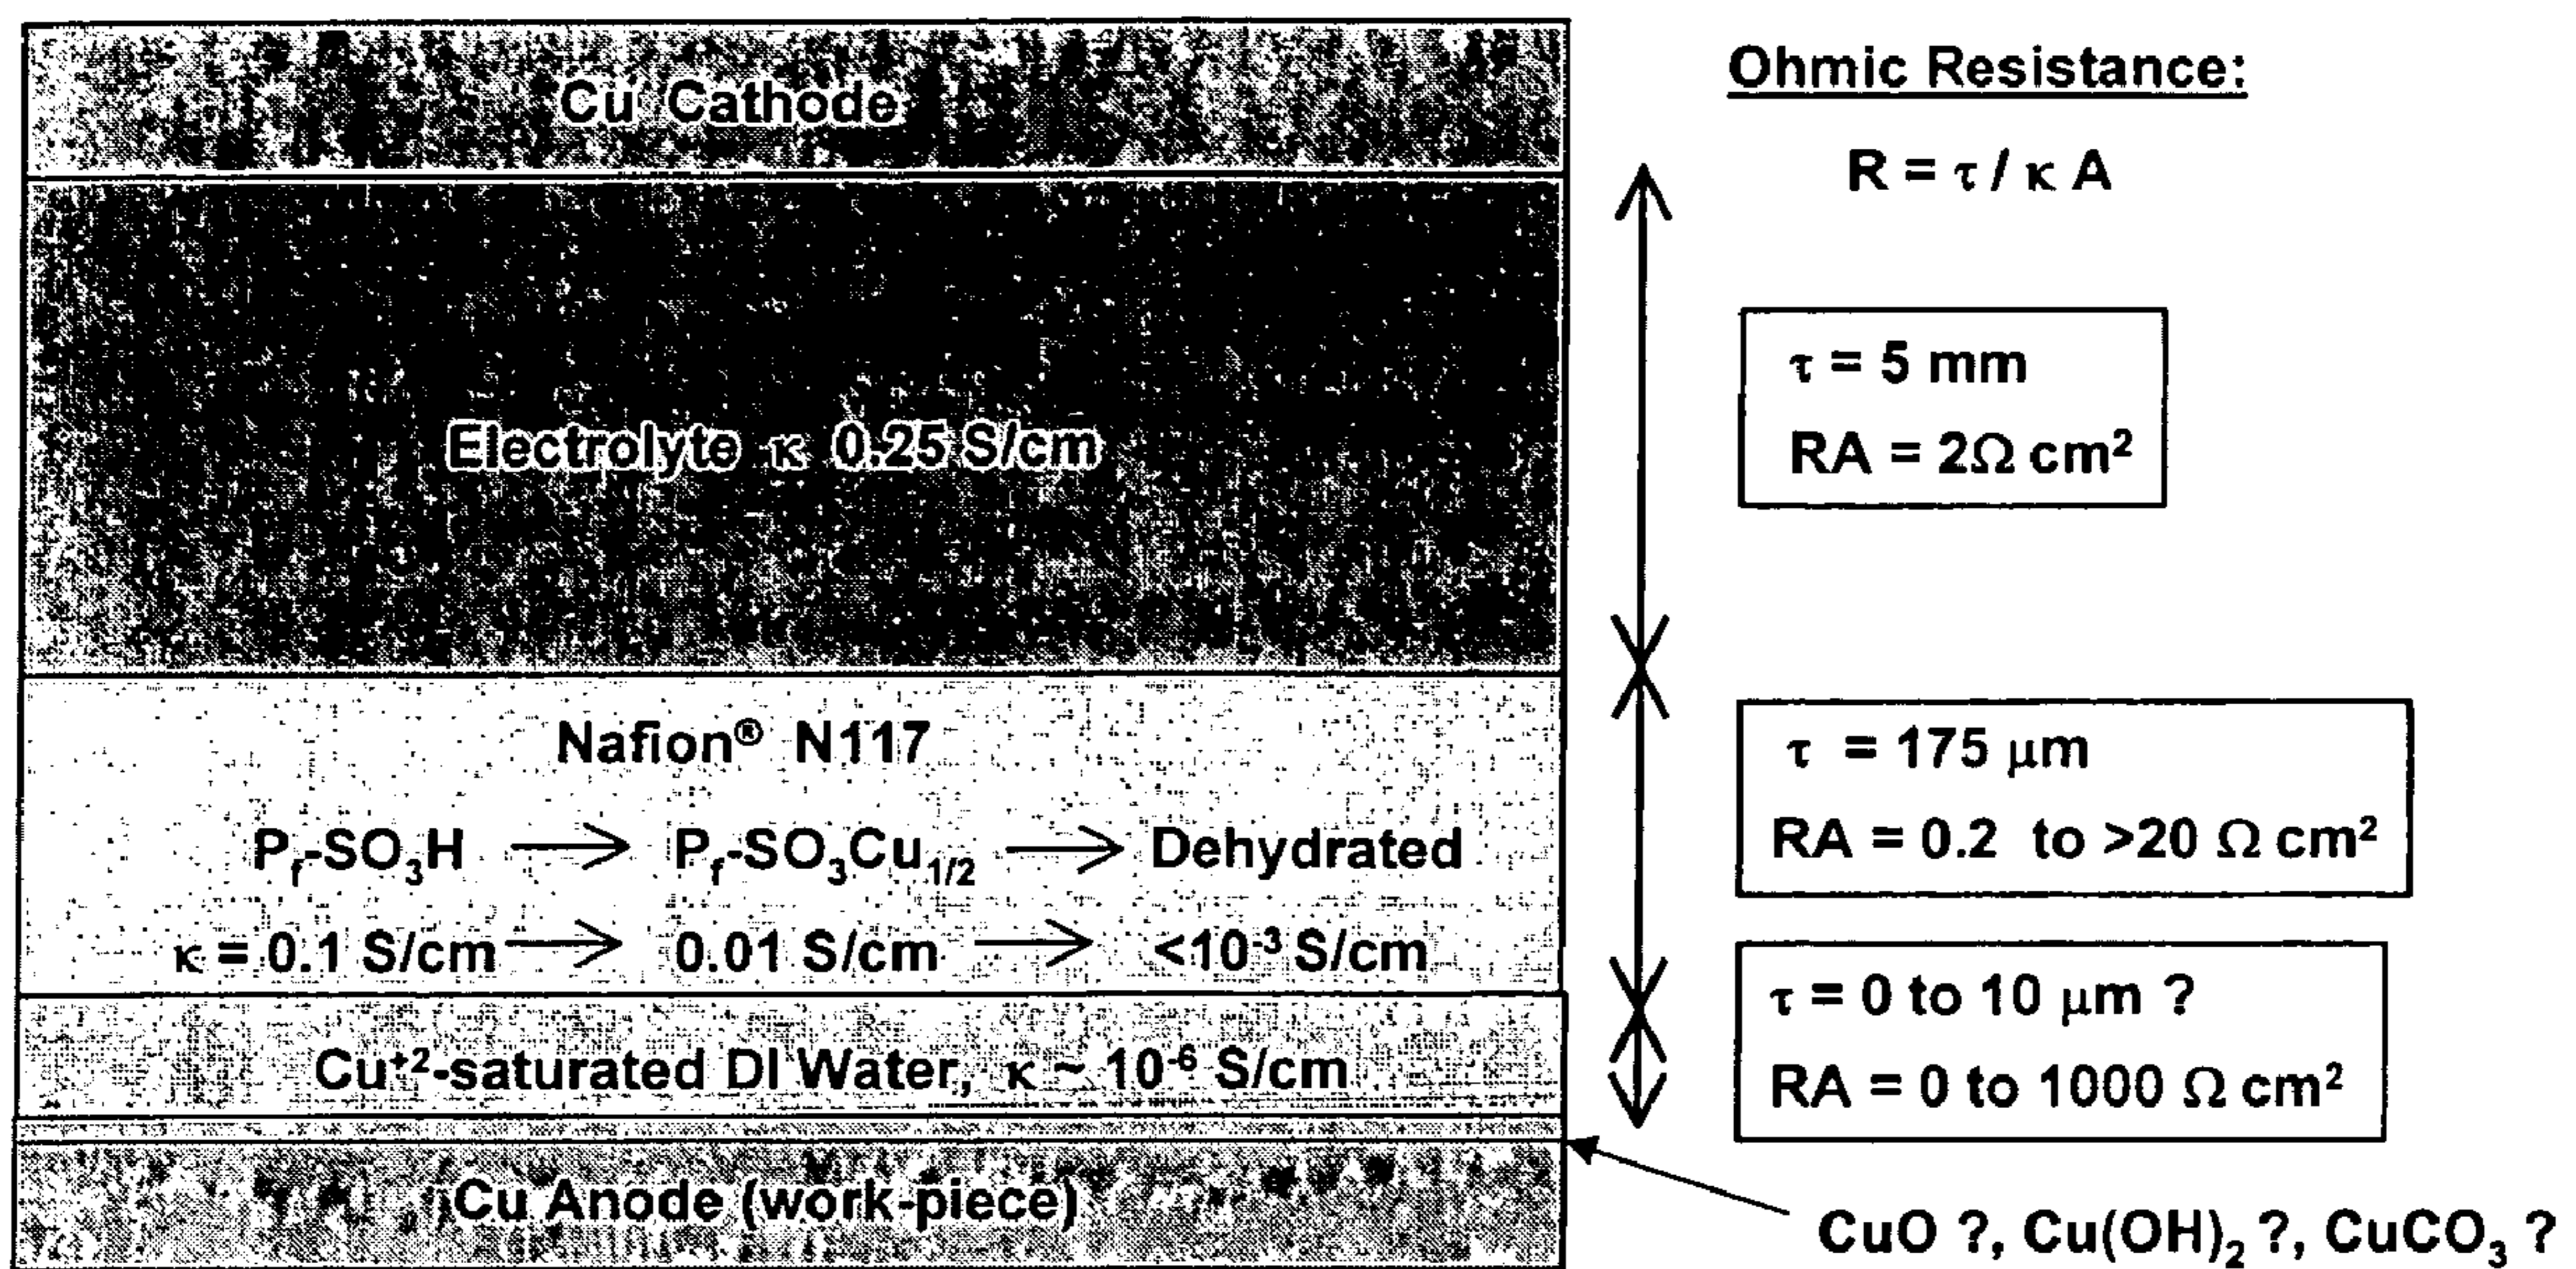 Cu Cathode
Ohmic Resistance:
R = τ / κ A
Electrolyte κ 0.25 S/cm
τ = 5 mm
RA = 2Ω cm²
Nafion® N117
P_f-SO₃H → P_f-SO₃Cu₁/₂ → Dehydrated
κ = 0.1 S/cm → 0.01 S/cm → <10⁻³ S/cm
τ = 175 μm
RA = 0.2 to >20 Ω cm²
Cu⁺²-saturated DI Water, κ ~ 10⁻⁶ S/cm
τ = 0 to 10 μm ?
RA = 0 to 1000 Ω cm²
Cu Anode (work-piece)
CuO ?, Cu(OH)₂ ?, CuCO₃ ?